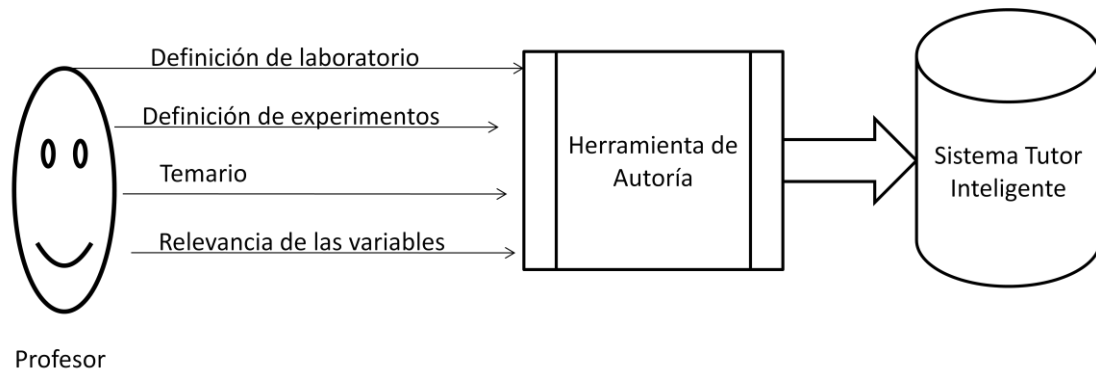 Definición de laboratorio
Definición de experimentos
Temario
Relevancia de las variables
Herramienta de
Autoría
Sistema Tutor
Inteligente
Profesor